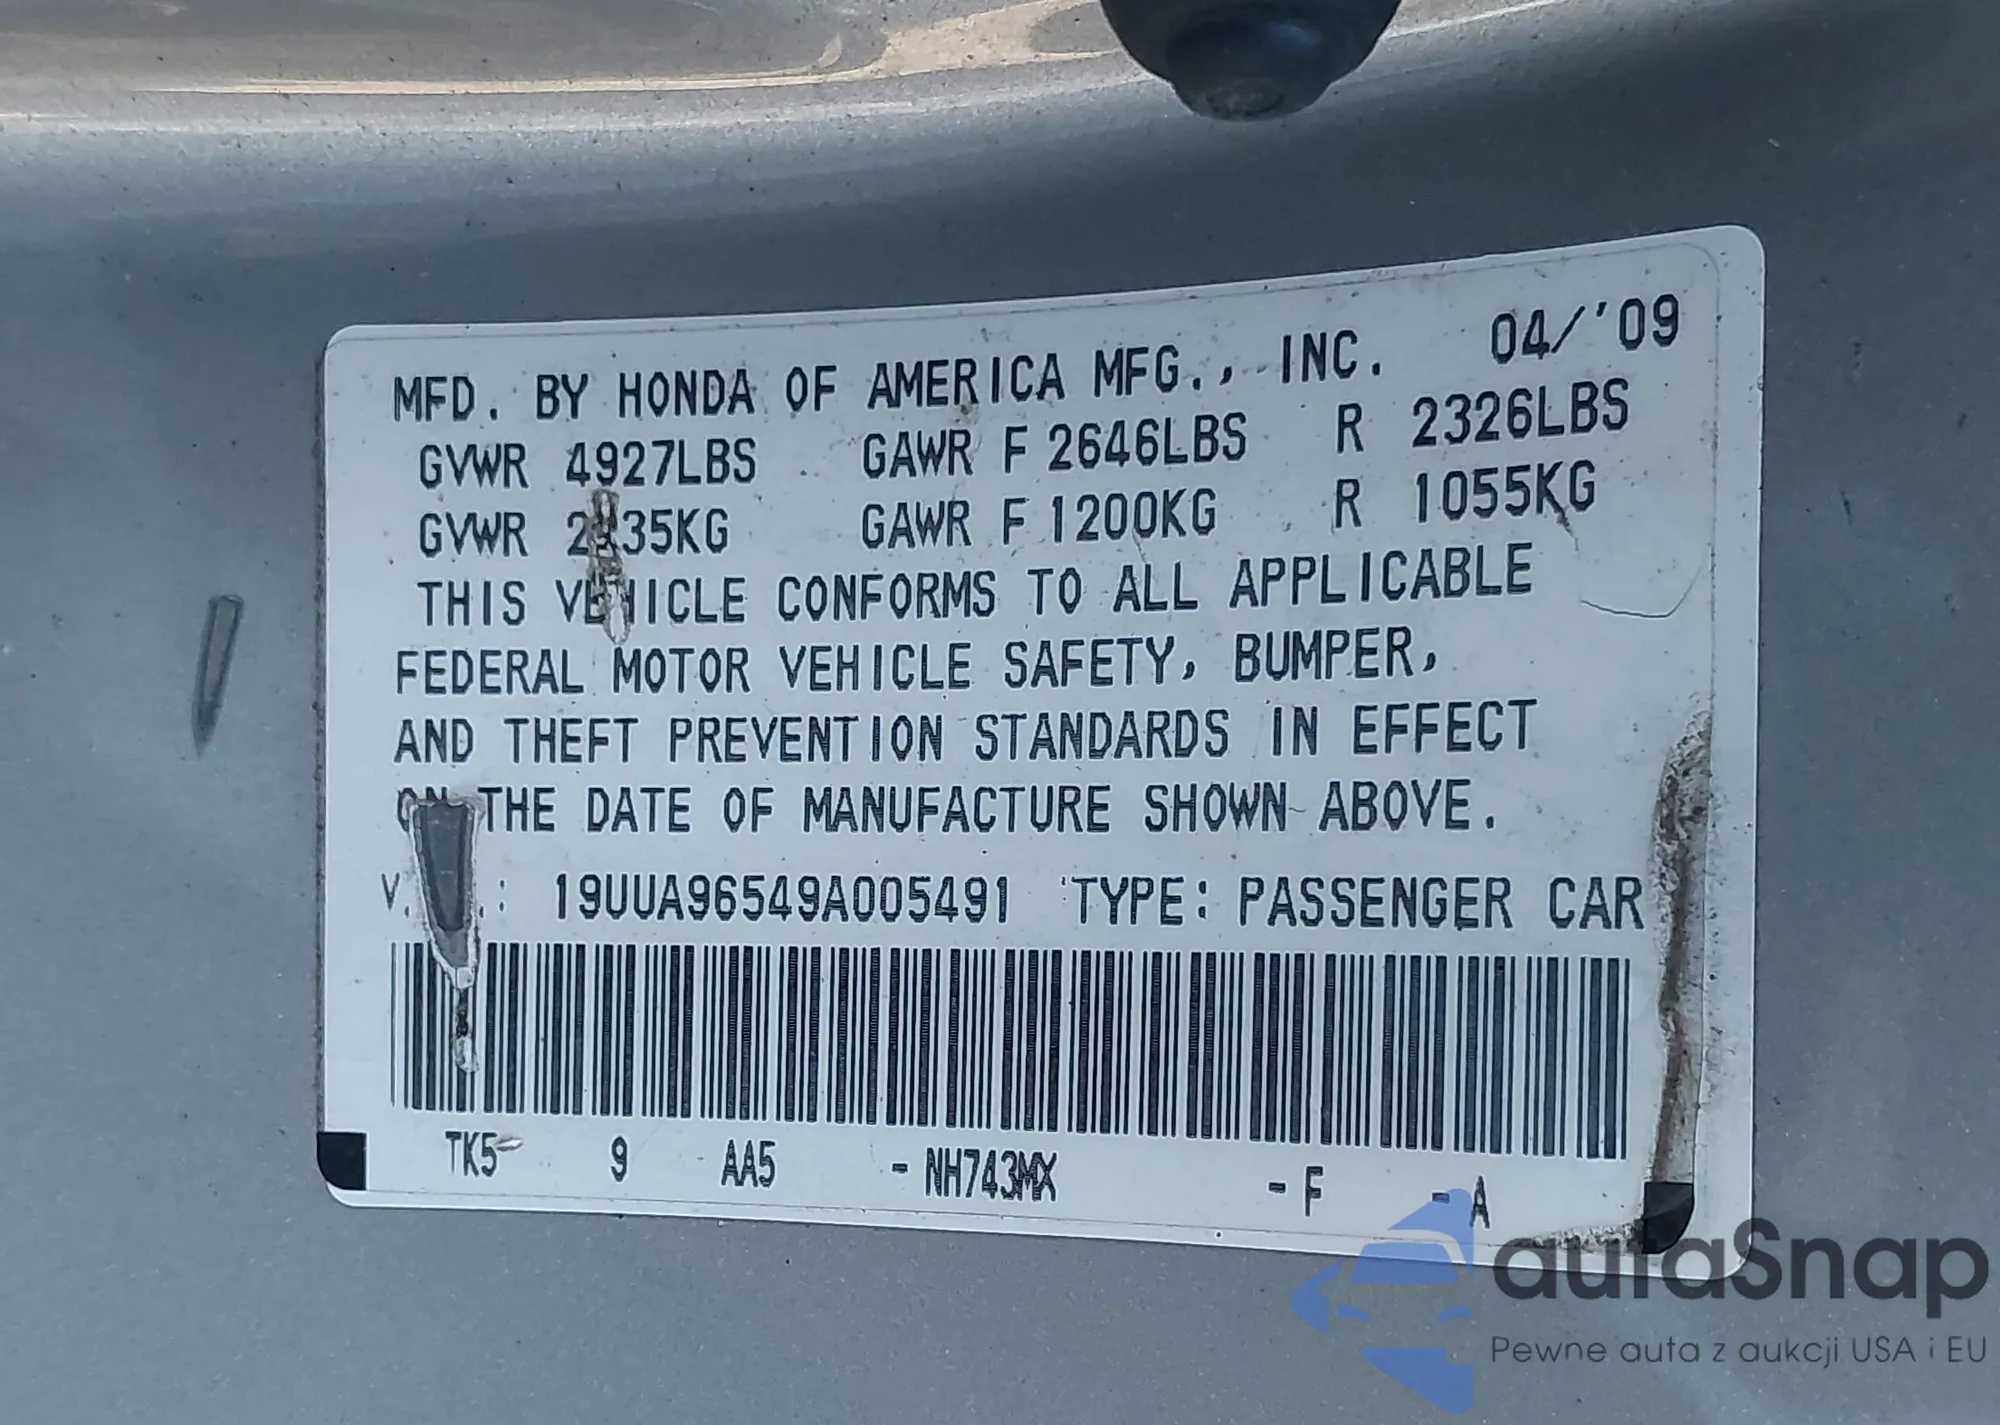 MFD. BY HONDA OF AMERICA MFG., INC. 04/'09
GVWR 4927LBS GAWR F 2646LBS R 2326LBS
GVWR GAWR F 1200KG R 1055KG
THIS VEHICLE CONFORMS TO ALL APPLICABLE
FEDERAL MOTOR VEHICLE SAFETY, BUMPER,
AND THEFT PREVENTION STANDARDS IN EFFECT
ON THE DATE OF MANUFACTURE SHOWN ABOVE.
19UUA96549A005491 TYPE: PASSENGER CAR
TK5- 9 AA5 - NH743MX - F - A
autaSnap
Pewne auta z aukcji USA i EU